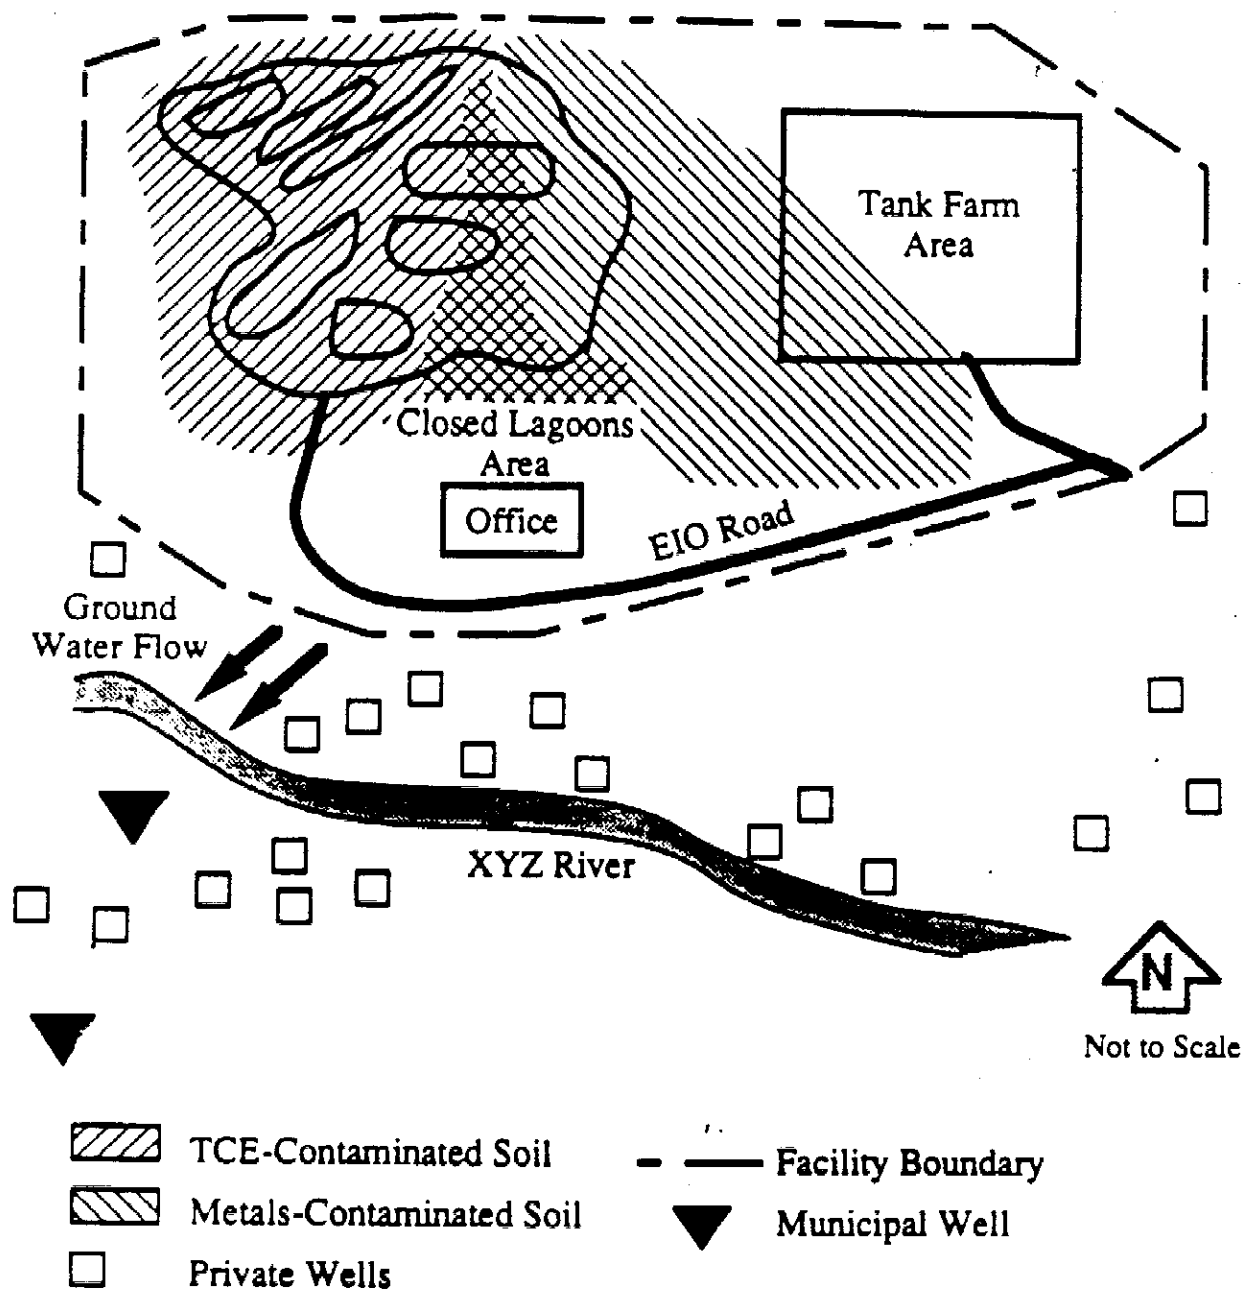 Tank Farm
Area
Closed Lagoons
Area
Office
EIO Road
Ground
Water Flow
XYZ River
N
Not to Scale
TCE-Contaminated Soil
Metals-Contaminated Soil
Private Wells
Facility Boundary
Municipal Well